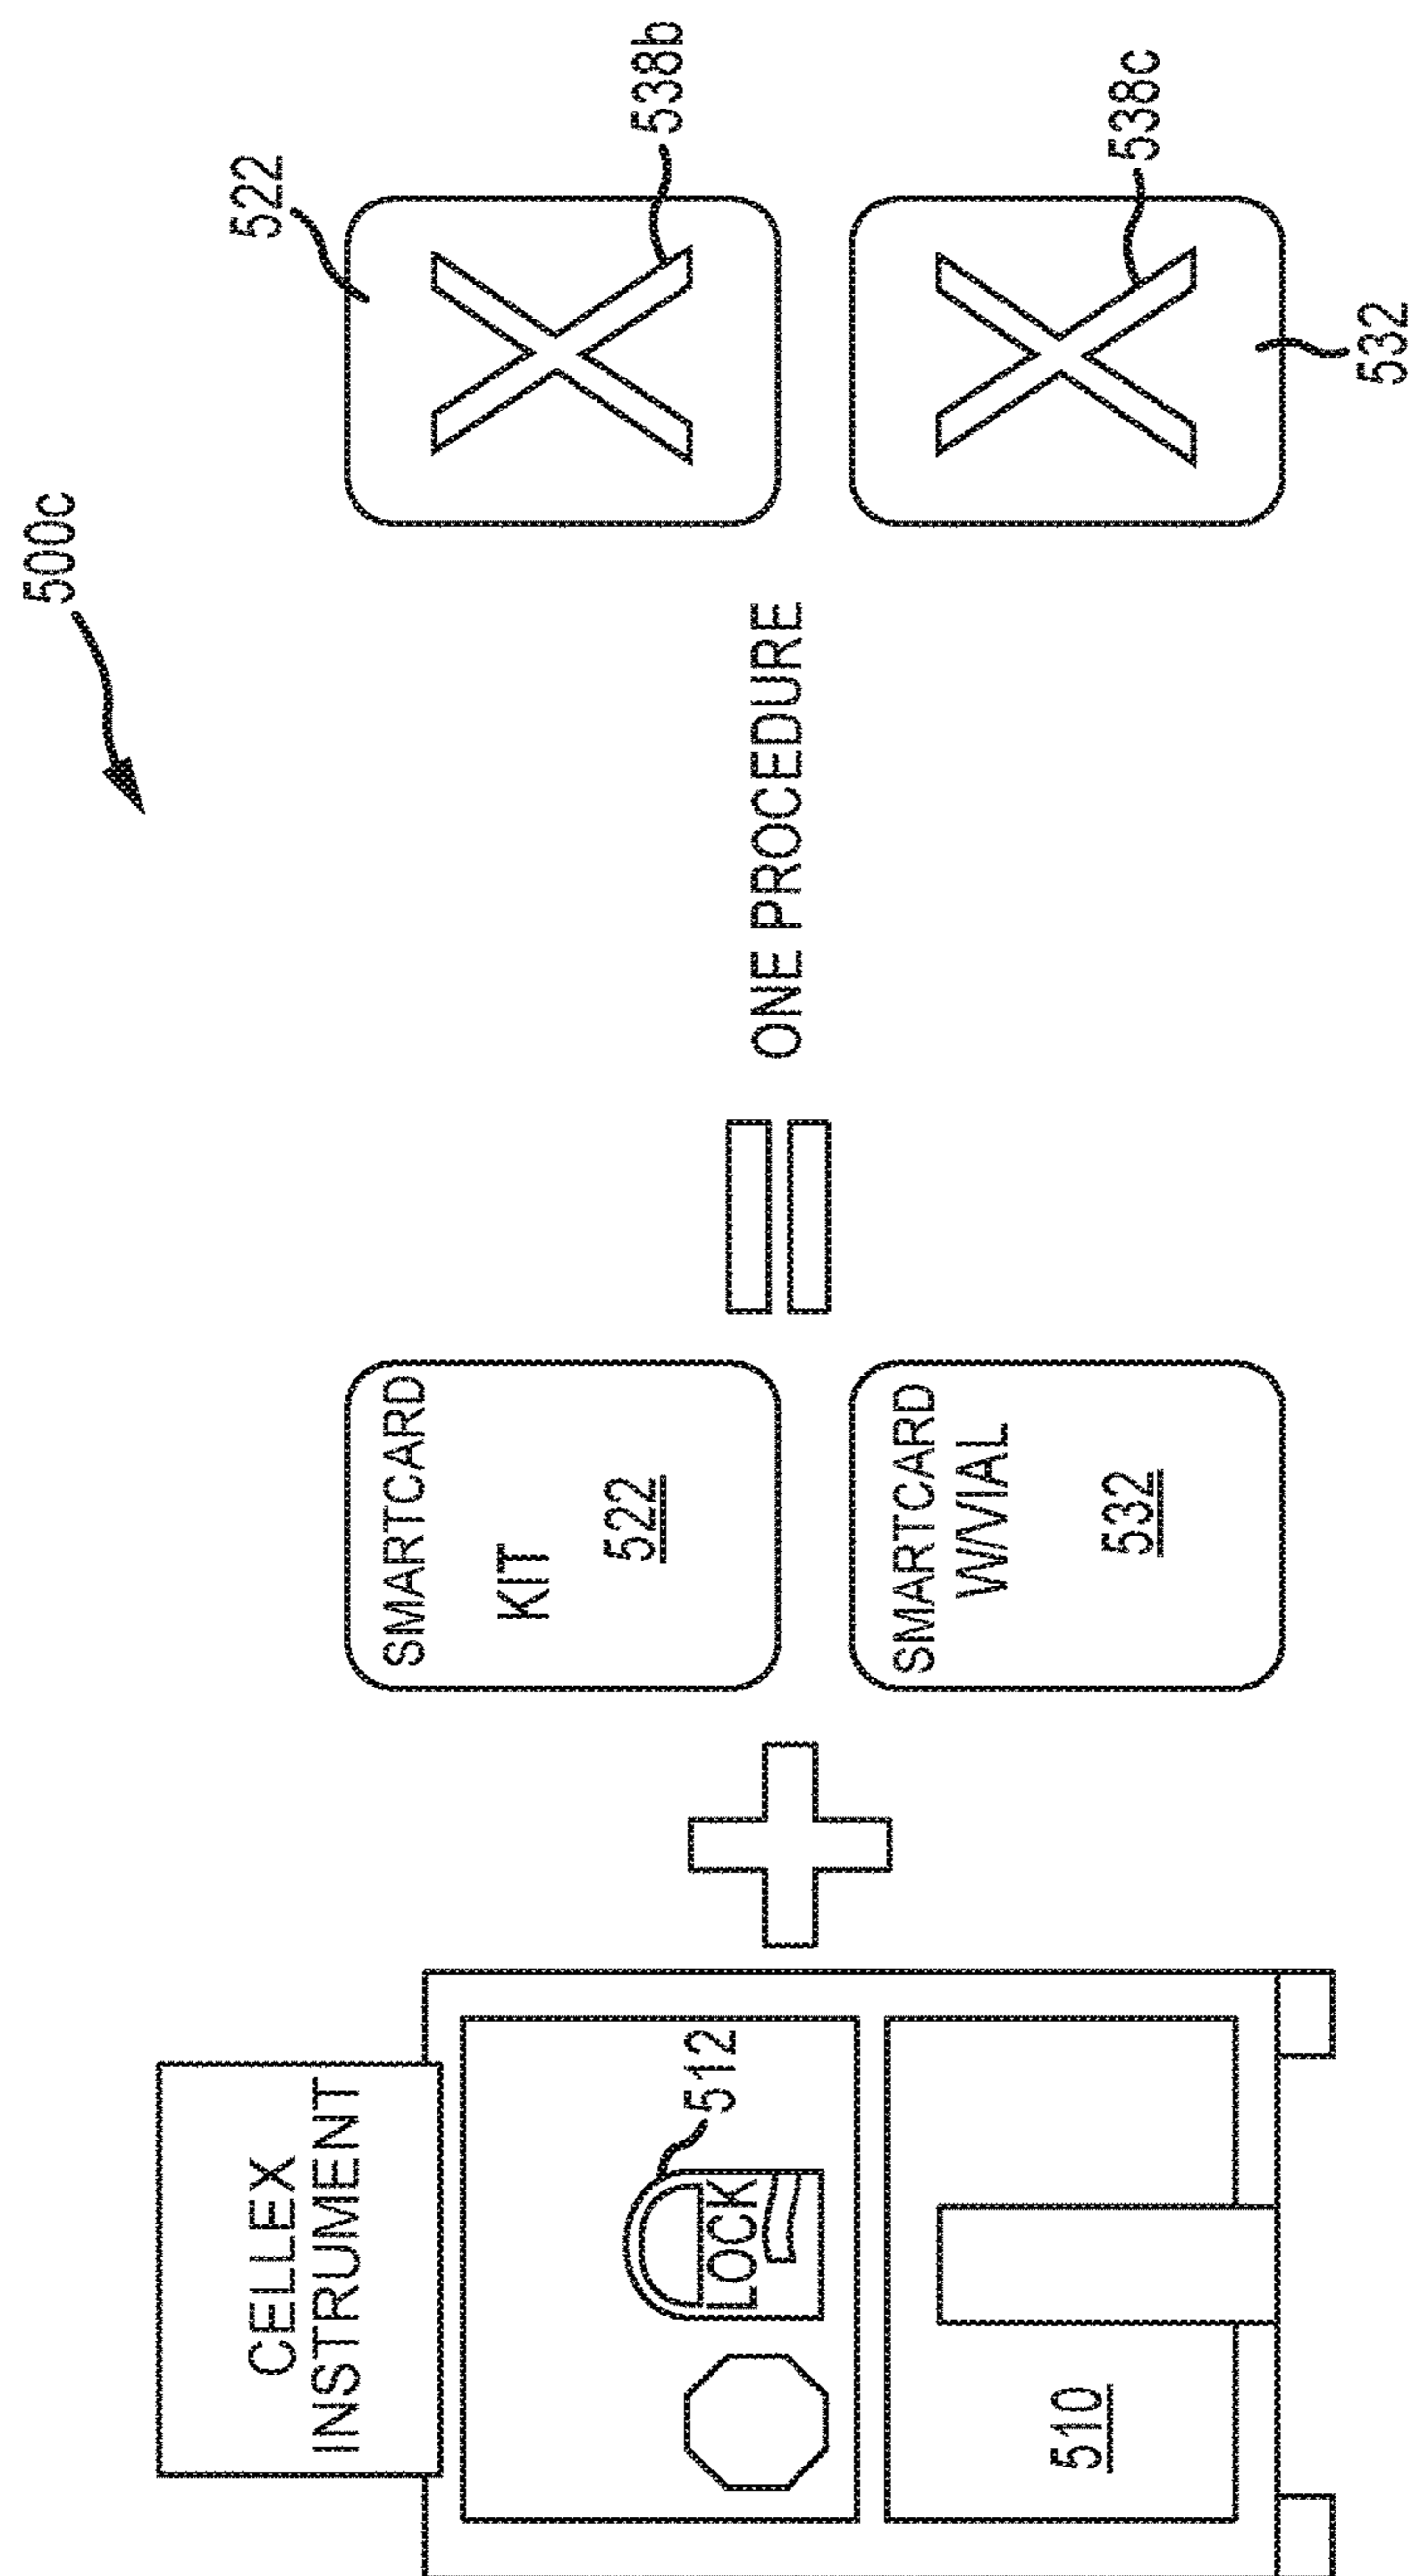 500c
CELLEX
INSTRUMENT
512
LOCK
510
SMARTCARD
KIT
522
SMARTCARD
W/VIAL
532
ONE PROCEDURE
522
538b
538c
532